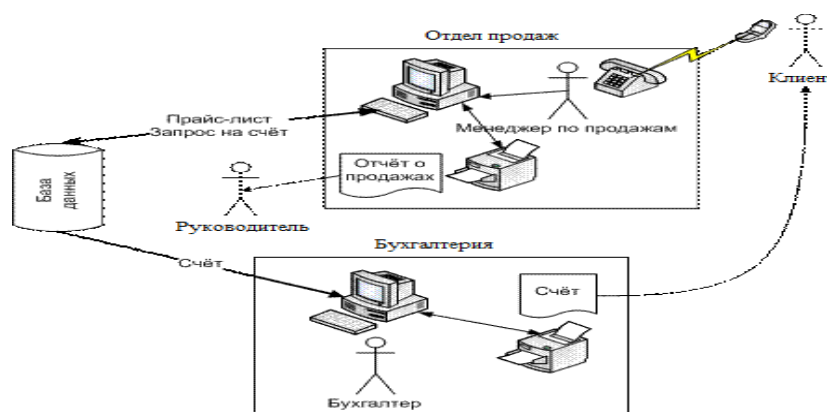 Отдел продаж
Клиент
Прайс-лист
Запрос на счёт
Менеджер по продажам
База
данных
Отчёт о
продажах
Руководитель
Бухгалтерия
Счёт
Счёт
Бухгалтер